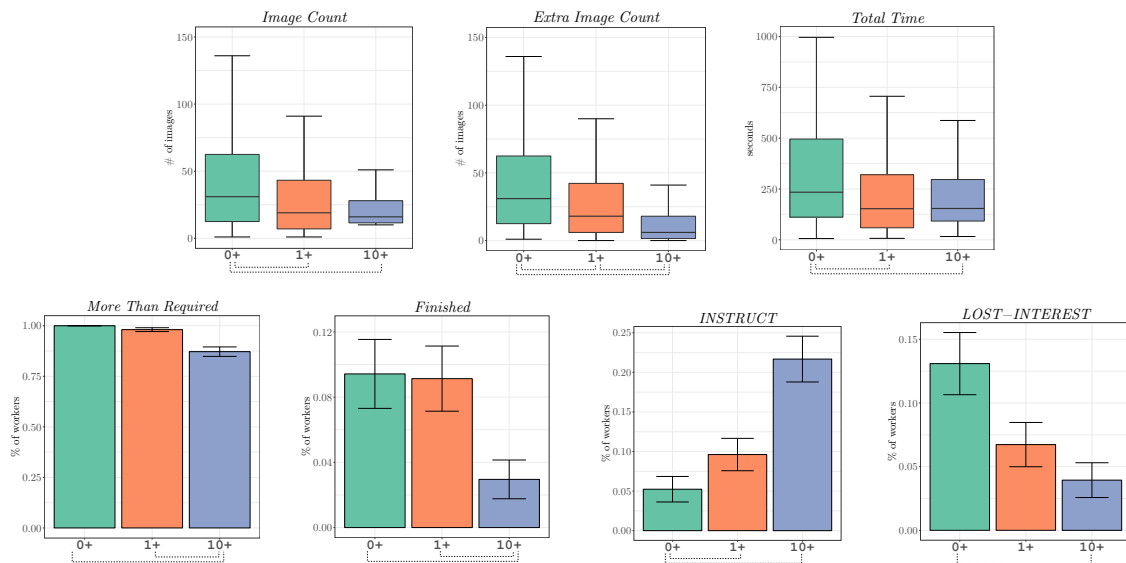 Image Count
150
100
50
0
# of images
0+ 1+ 10+
Extra Image Count
150
100
50
0
# of images
0+ 1+ 10+
Total Time
1000
750
500
250
0
seconds
0+ 1+ 10+
More Than Required
1.00
0.75
0.50
0.25
0.00
% of workers
0+ 1+ 10+
Finished
0.12
0.08
0.04
0.00
% of workers
0+ 1+ 10+
INSTRUCT
0.25
0.20
0.15
0.10
0.05
0.00
% of workers
0+ 1+ 10+
LOST−INTEREST
0.15
0.10
0.05
0.00
% of workers
0+ 1+ 10+